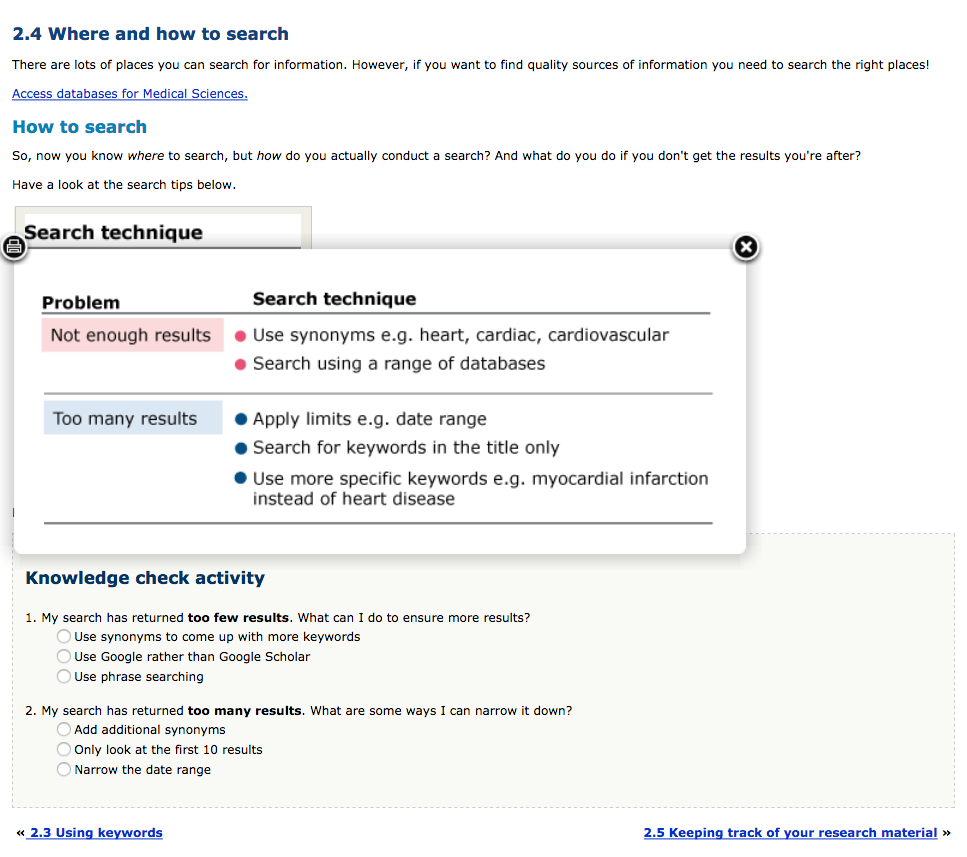 2.4 Where and how to search
There are lots of places you can search for information. However, if you want to find quality sources of information you need to search the right places!
Access databases for Medical Sciences.
How to search
So, now you know where to search, but how do you actually conduct a search? And what do you do if you don't get the results you're after?
Have a look at the search tips below.
Search technique
Problem Search technique
Not enough results • Use synonyms e.g. heart, cardiac, cardiovascular
• Search using a range of databases
Too many results • Apply limits e.g. date range
• Search for keywords in the title only
• Use more specific keywords e.g. myocardial infarction
instead of heart disease
Knowledge check activity
1. My search has returned too few results. What can I do to ensure more results?
Use synonyms to come up with more keywords
Use Google rather than Google Scholar
Use phrase searching
2. My search has returned too many results. What are some ways I can narrow it down?
Add additional synonyms
Only look at the first 10 results
Narrow the date range
« 2.3 Using keywords
2.5 Keeping track of your research material »